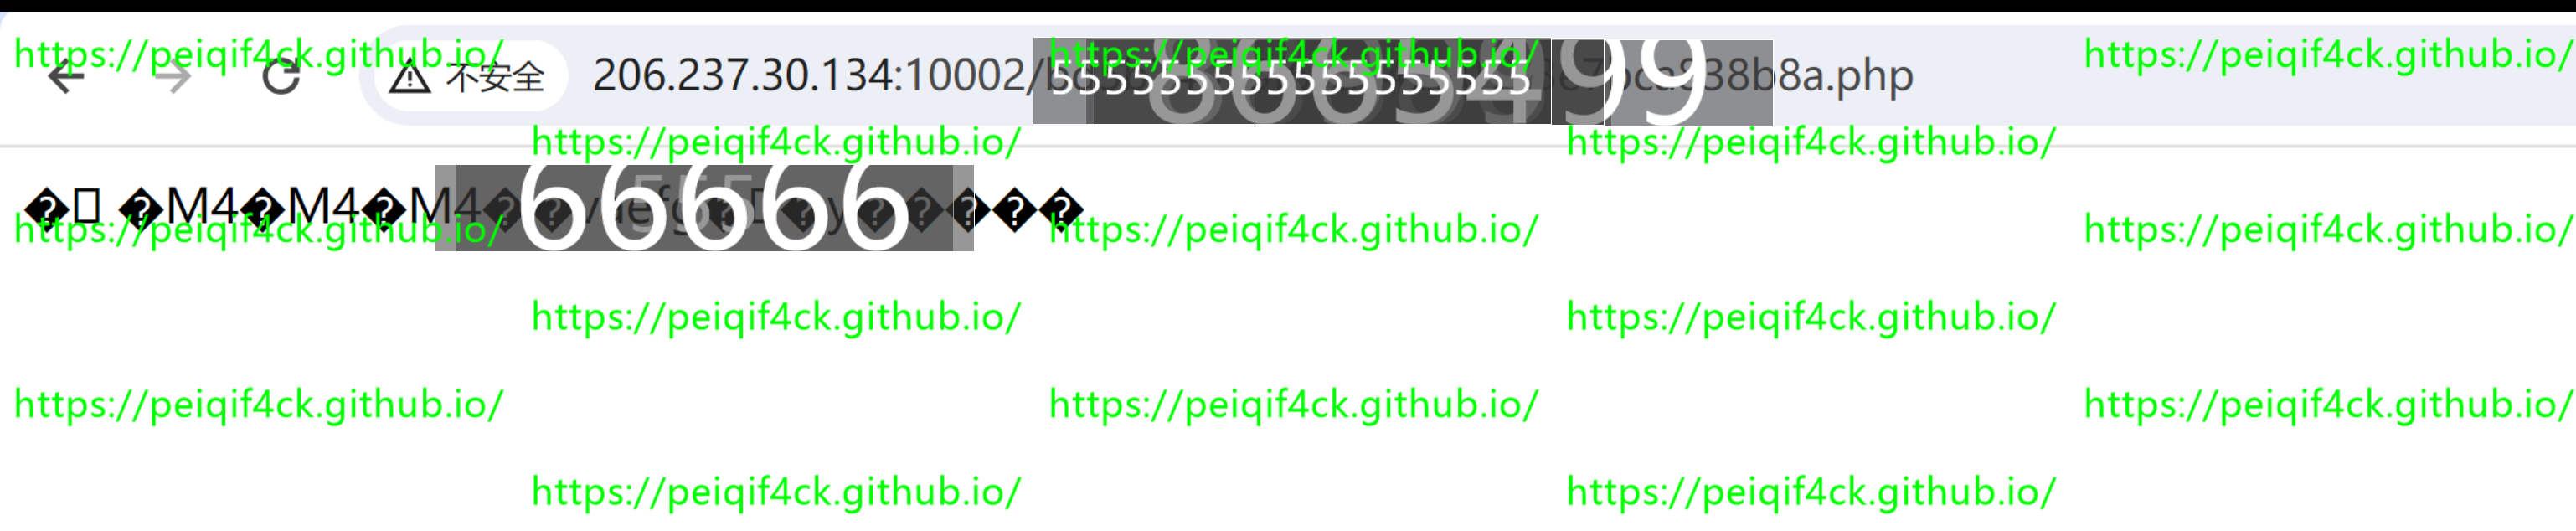 https://peiqif4ck.github.io/ https://peiqif4ck.github.io/ https://peiqif4ck.github.io/
不安全 206.237.30.134:10002/ 5555555555555555555 99 38b8a.php
https://peiqif4ck.github.io/ https://peiqif4ck.github.io/
�M4�M4�M4 66666 ���
https://peiqif4ck.github.io/ https://peiqif4ck.github.io/ https://peiqif4ck.github.io/
https://peiqif4ck.github.io/ https://peiqif4ck.github.io/
https://peiqif4ck.github.io/ https://peiqif4ck.github.io/ https://peiqif4ck.github.io/
https://peiqif4ck.github.io/ https://peiqif4ck.github.io/